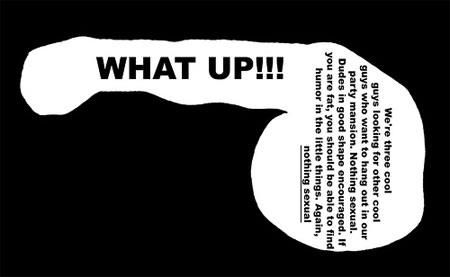 WHAT UP!!!
We're three cool
guys looking for other cool
guys who want to hang out in our
party mansion. Nothing sexual.
Dudes in good shape encouraged. If
you are fat, you should be able to find
humor in the little things. Again,
nothing sexual